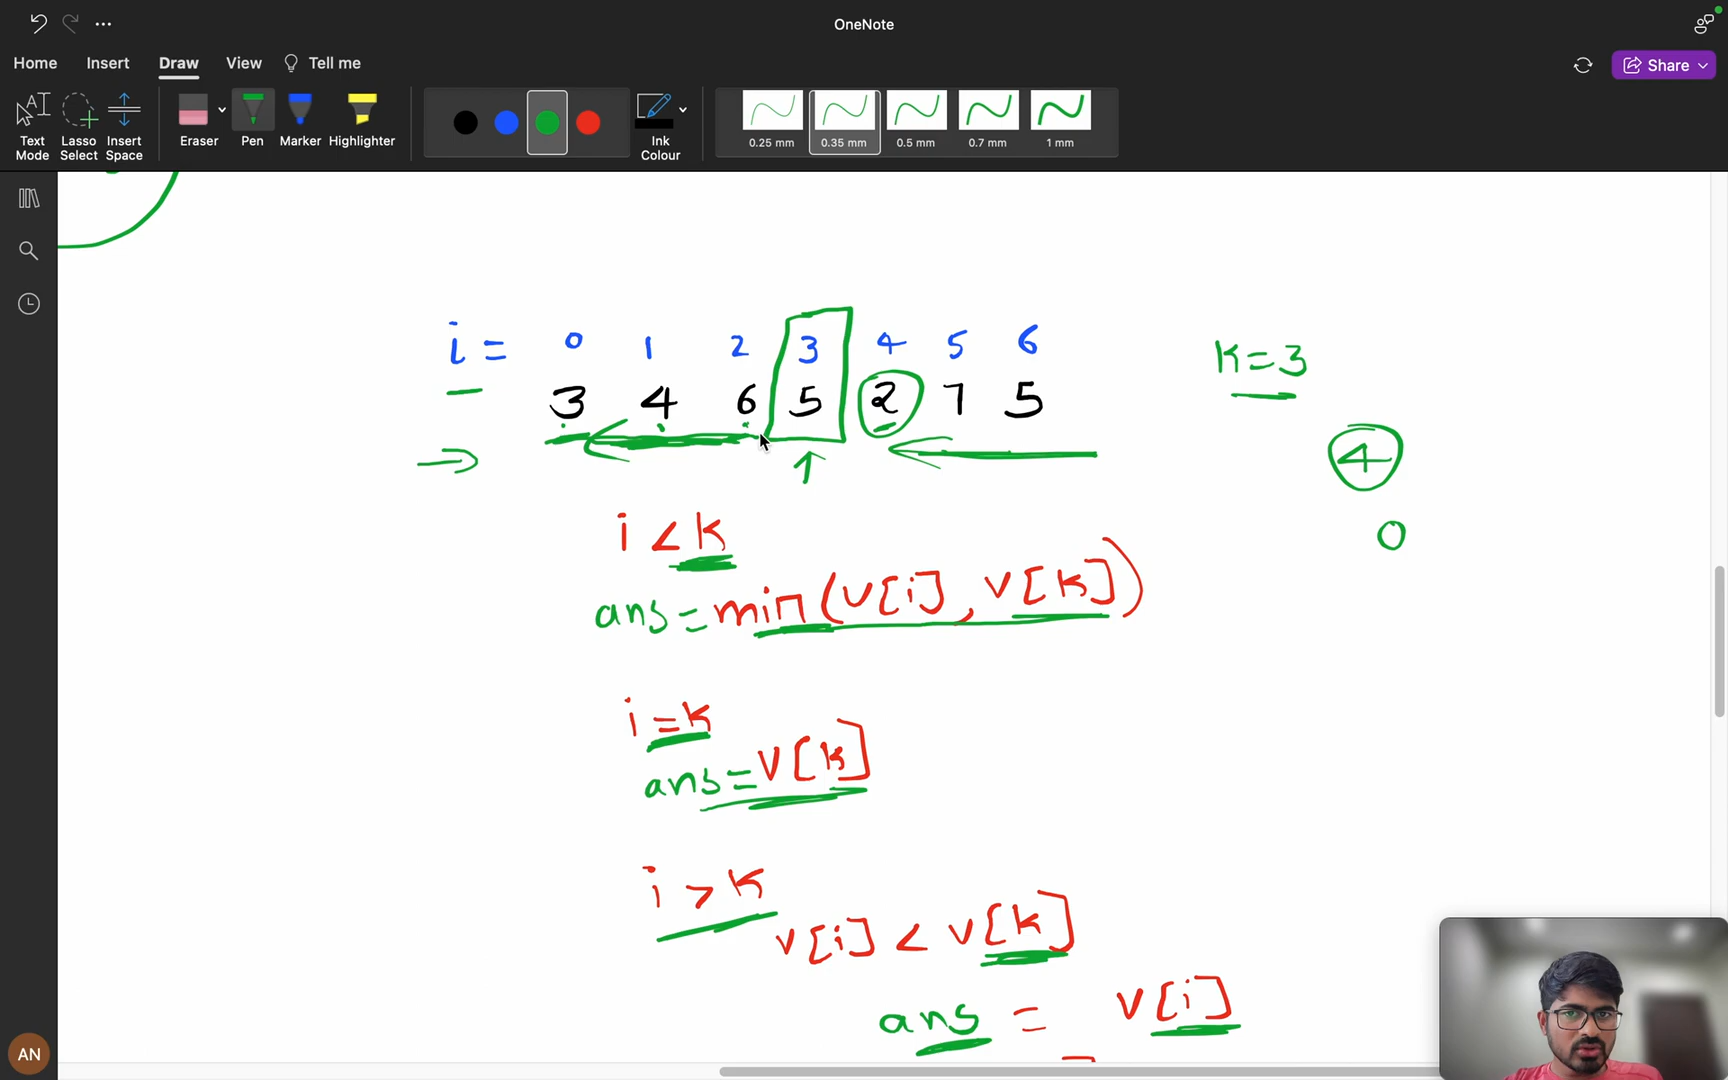 OneNote
Home Insert Draw View Tell me
Share
Text Mode
Lasso Select
Insert Space
Eraser
Pen
Marker
Highlighter
Ink Colour
0.25 mm 0.35 mm 0.5 mm 0.7 mm 1 mm
i = 0 1 2 3 4 5 6
3 4 6 5 2 7 5
k=3
4
0
i < k
ans = min(v[i], v[k])
i = k
ans = v[k]
i > k
v[i] < v[k]
ans = v[i]
AN